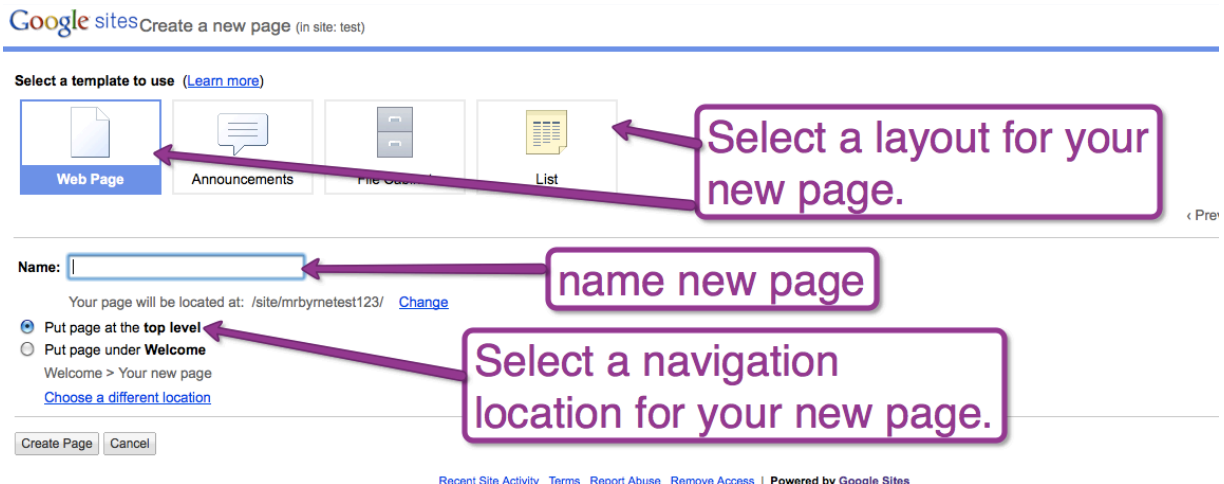 Google sites Create a new page (in site: test)
Select a template to use (Learn more)
Web Page
Announcements
File Cabinet
List
Select a layout for your
new page.
‹ Prev
Name:
name new page
Your page will be located at: /site/mrbyrnetest123/ Change
Put page at the top level
Put page under Welcome
Welcome > Your new page
Choose a different location
Select a navigation
location for your new page.
Create Page Cancel
Recent Site Activity Terms Report Abuse Remove Access | Powered by Google Sites